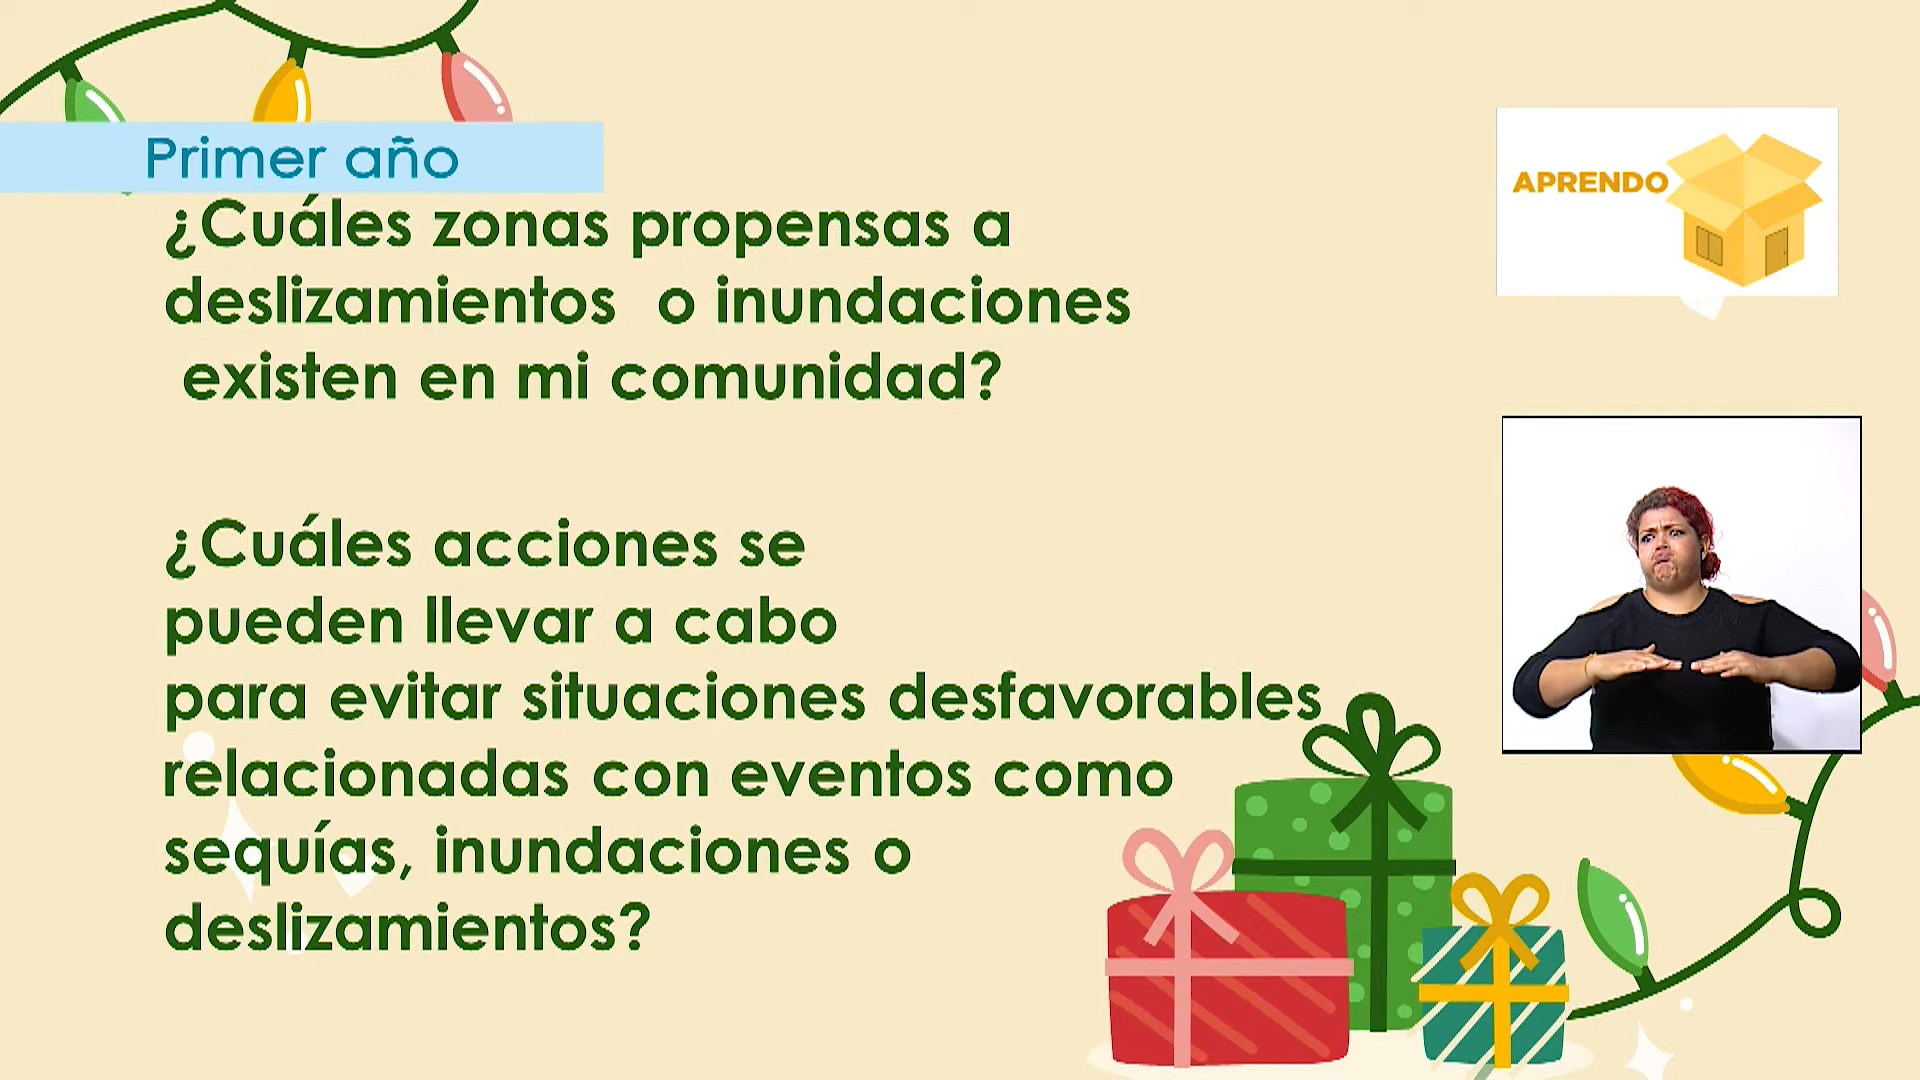 Primer año
APRENDO
¿Cuáles zonas propensas a
deslizamientos o inundaciones
existen en mi comunidad?
¿Cuáles acciones se
pueden llevar a cabo
para evitar situaciones desfavorables
relacionadas con eventos como
sequías, inundaciones o
deslizamientos?